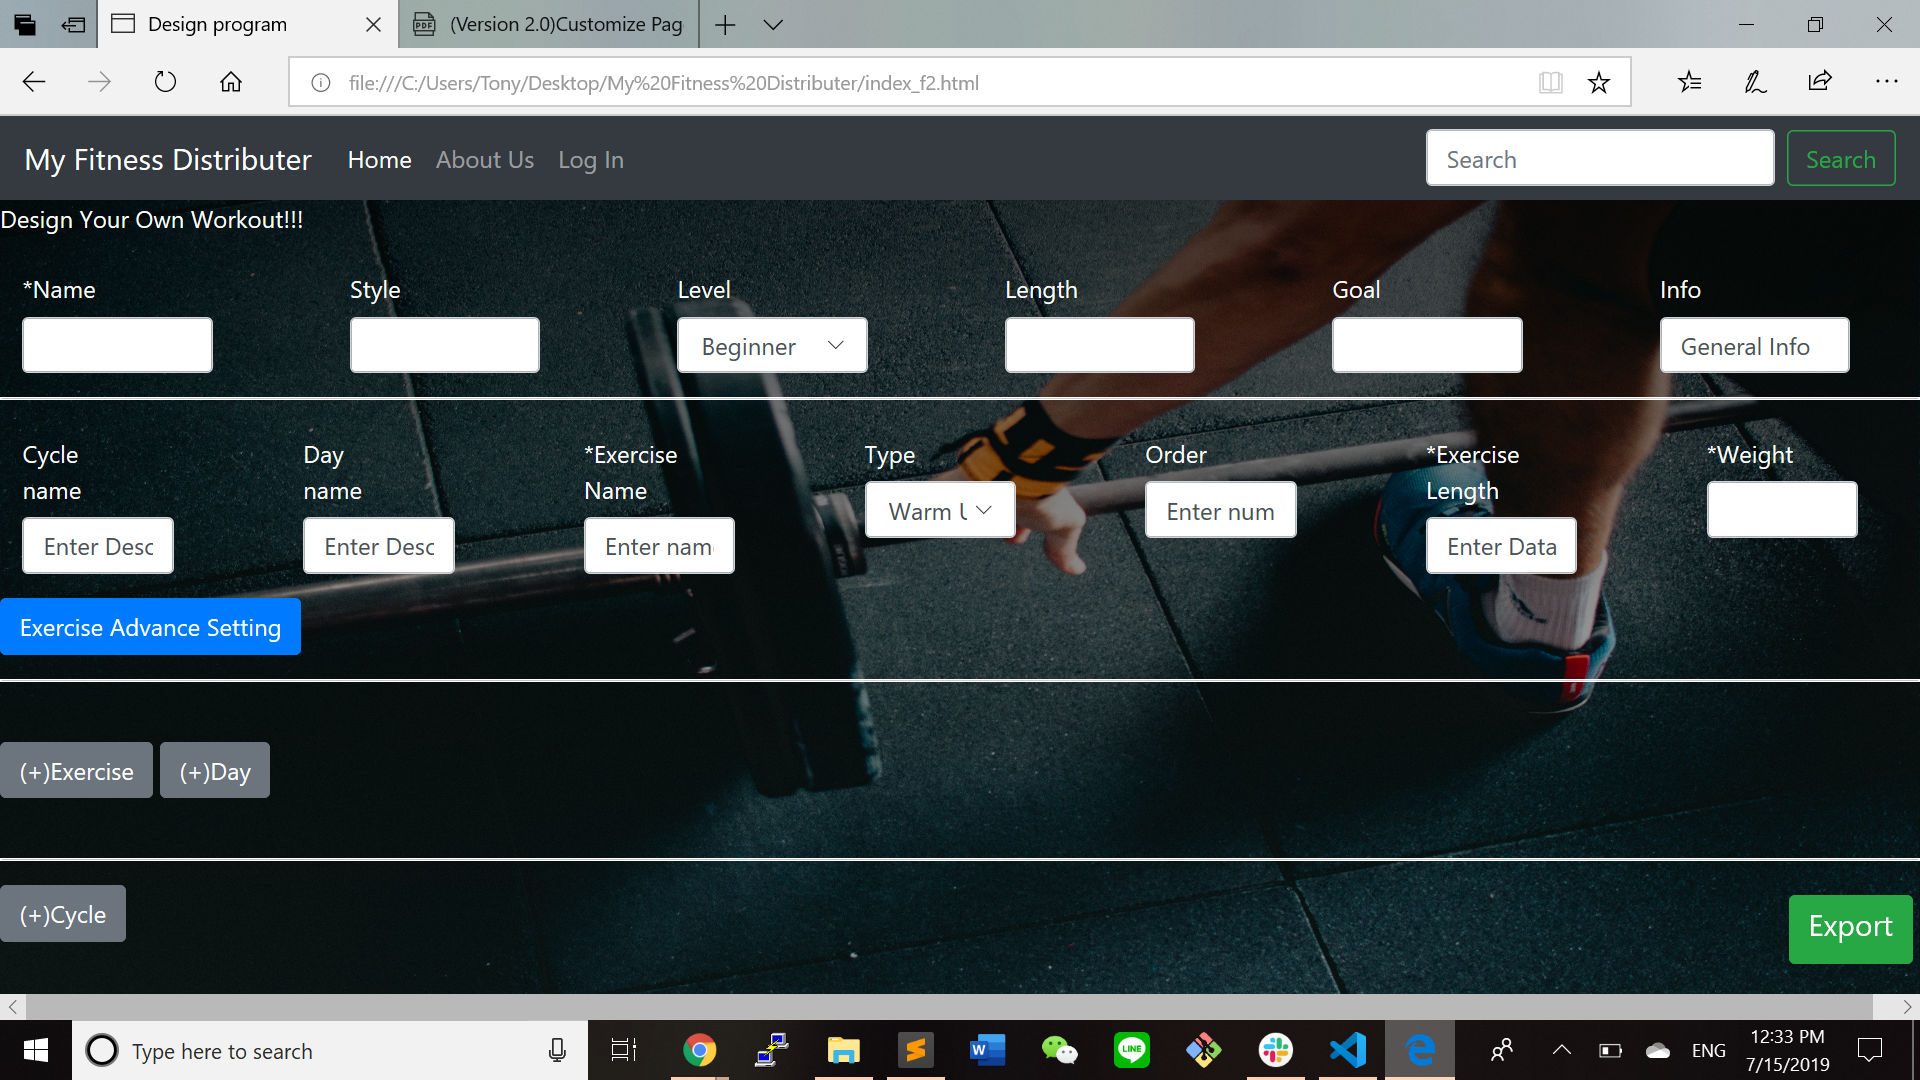 Design program
(Version 2.0)Customize Pag
file:///C:/Users/Tony/Desktop/My%20Fitness%20Distributer/index_f2.html
My Fitness Distributer Home About Us Log In Search Search
Design Your Own Workout!!!
*Name Style Level Length Goal Info
Beginner General Info
Cycle name Day name *Exercise Name Type Order *Exercise Length *Weight
Enter Desc Enter Desc Enter nam Warm U Enter num Enter Data
Exercise Advance Setting
(+)Exercise (+)Day
(+)Cycle
Export
Type here to search
ENG
12:33 PM
7/15/2019